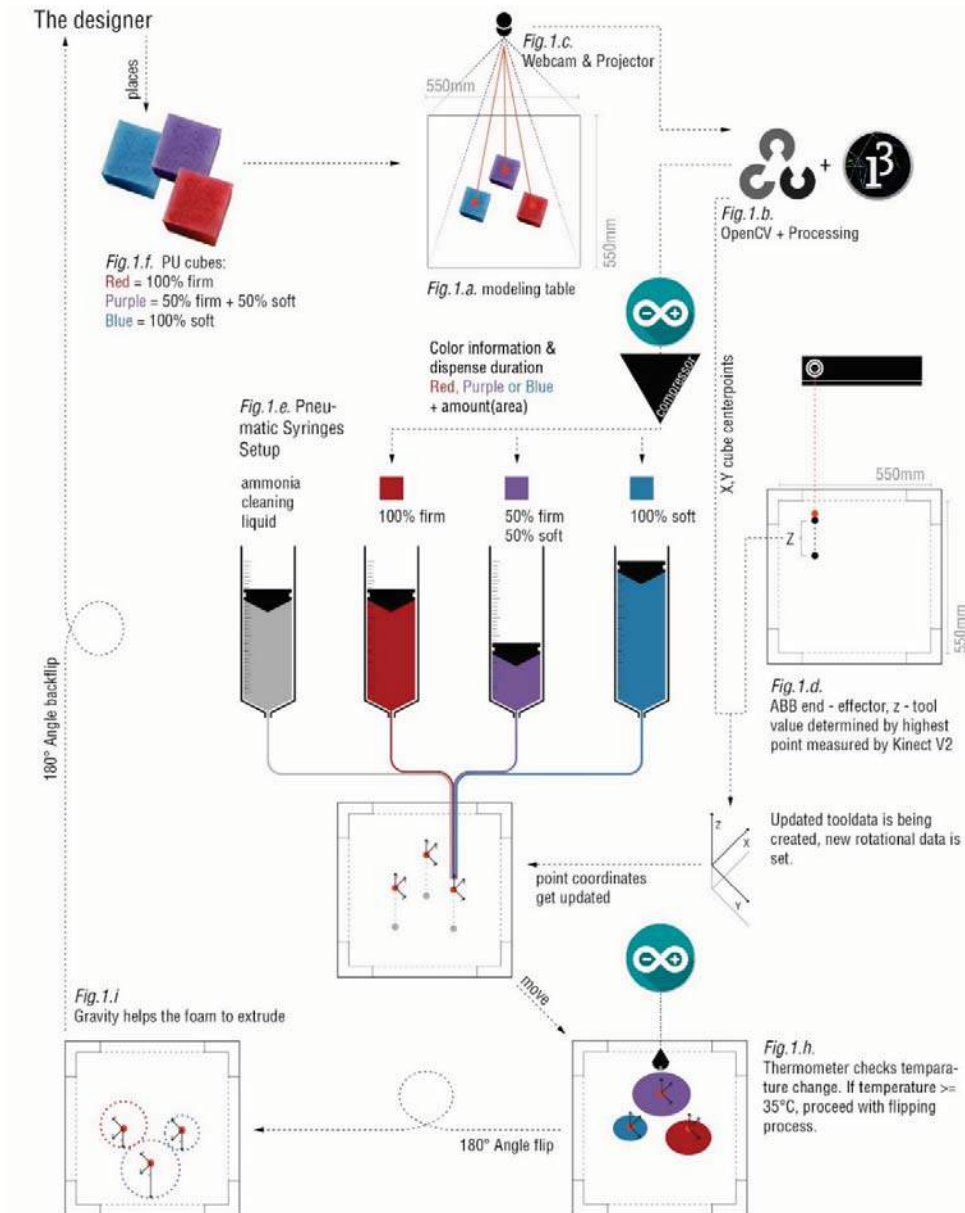 The designer
places
Fig.1.c.
Webcam & Projector
550mm
550mm
Fig.1.b.
OpenCV + Processing
+
Fig.1.f. PU cubes:
Red = 100% firm
Purple = 50% firm + 50% soft
Blue = 100% soft
Fig.1.a. modeling table
Color information &
dispense duration
Red, Purple or Blue
+ amount(area)
compressor
X,Y cube centerpoints
Fig.1.e. Pneu-
matic Syringes
Setup
ammonia
cleaning
liquid
100% firm
50% firm
50% soft
100% soft
550mm
Z
550mm
Fig.1.d.
ABB end - effector, z - tool
value determined by highest
point measured by Kinect V2
180° Angle backflip
Z
X
Y
Updated tooldata is being
created, new rotational data is
set.
point coordinates
get updated
move
Fig.1.i
Gravity helps the foam to extrude
Fig.1.h.
Thermometer checks tempara-
ture change. If temperature >=
35°C, proceed with flipping
process.
180° Angle flip